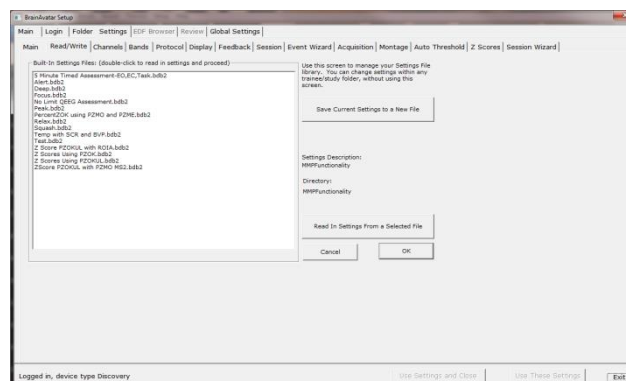 BrainAvatar Setup
Main Login Folder Settings EDF Browser Review Global Settings
Main Read/Write Channels Bands Protocol Display Feedback Session Event Wizard Acquisition Montage Auto Threshold Z Scores Session Wizard
Built-In Settings Files: (double-click to read in settings and proceed)
5 Minute Timed Assessment-EO,EC,Task.bdb2
Alert.bdb2
Deep.bdb2
Focus.bdb2
No Limit QEEG Assessment.bdb2
Peak.bdb2
PercentZOK using PZMO and PZME.bdb2
Relax.bdb2
Squash.bdb2
Temp with SCR and BVP.bdb2
Test.bdb2
Z Score PZOKUL with ROIA.bdb2
Z Scores Using PZOK.bdb2
Z Scores Using PZOKUL.bdb2
ZScore PZOKUL with PZMO MS2.bdb2
Use this screen to manage your Settings File
library. You can change settings within any
trainee/study folder, without using this
screen.
Save Current Settings to a New File
Settings Description:
MMPFunctionality
Directory:
MMPFunctionality
Read In Settings From a Selected File
Cancel OK
Logged in, device type Discovery
Use Settings and Close Use These Settings Exit